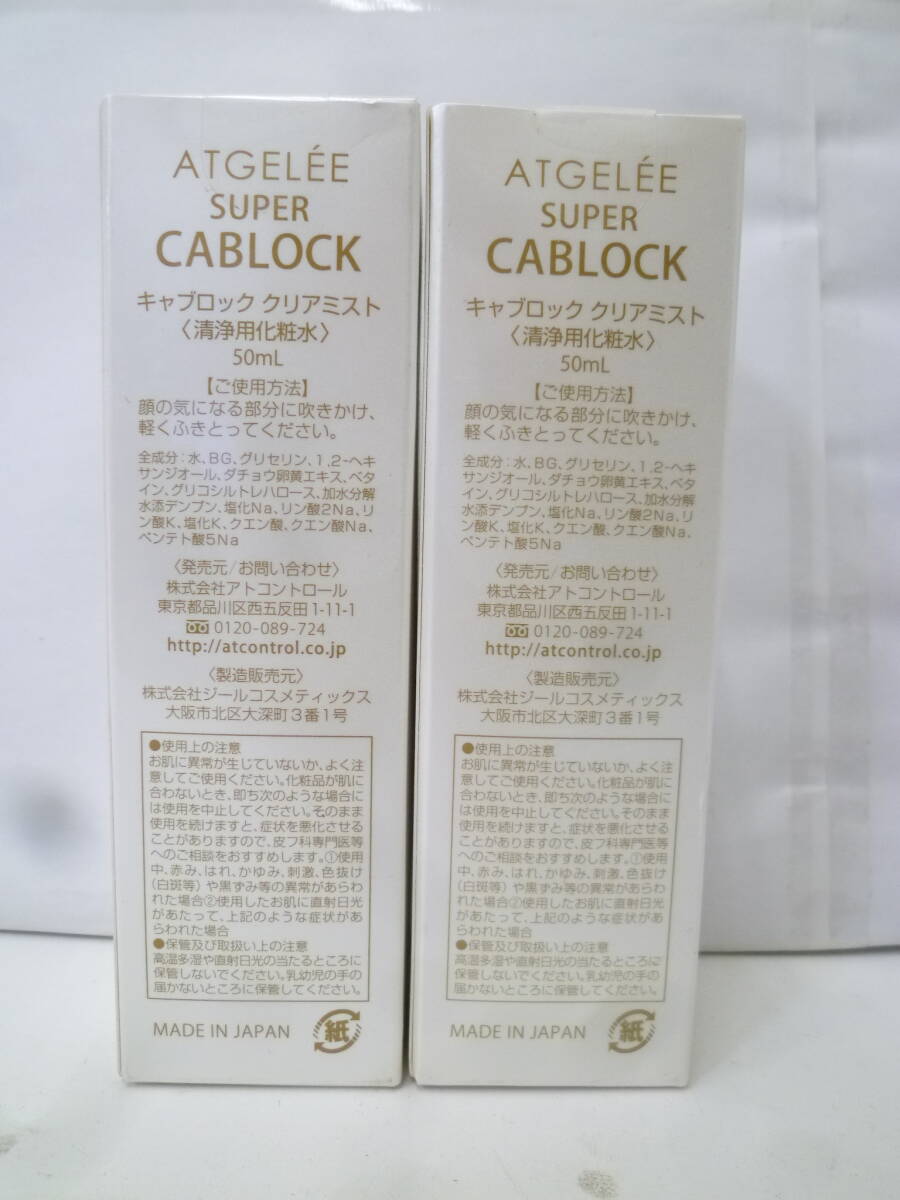 ATGELÉE
SUPER
CABLOCK
キャブロック クリアミスト
〈清浄用化粧水〉
50mL
【ご使用方法】
顔の気になる部分に吹きかけ、
軽くふきとってください。
全成分：水、BG、グリセリン、1,2-ヘキ
サンジオール、ダチョウ卵黄エキス、ベタ
イン、グリコシルトレハロース、加水分解
水添デンプン、塩化Na、リン酸2Na、リ
ン酸K、塩化K、クエン酸、クエン酸Na、
ペンテト酸5Na
〈発売元/お問い合わせ〉
株式会社アトコントロール
東京都品川区西五反田1-11-1
0120-089-724
http://atcontrol.co.jp
〈製造販売元〉
株式会社ジールコスメティックス
大阪市北区大深町3番1号
●使用上の注意
お肌に異常が生じていないか、よく注
意してご使用ください。化粧品が肌に
合わないとき、即ち次のような場合に
は使用を中止してください。そのまま
使用を続けますと、症状を悪化させる
ことがありますので、皮フ科専門医等
へのご相談をおすすめします。①使用
中、赤み、はれ、かゆみ、刺激、色抜け
（白斑等）や黒ずみ等の異常があらわ
れた場合②使用したお肌に直射日光
があたって、上記のような症状があ
らわれた場合
●保管及び取扱い上の注意
高温多湿や直射日光の当たるところに
保管しないでください。乳幼児の手の
届かないところに保管してください。
MADE IN JAPAN
紙
ATGELÉE
SUPER
CABLOCK
キャブロック クリアミスト
〈清浄用化粧水〉
50mL
【ご使用方法】
顔の気になる部分に吹きかけ、
軽くふきとってください。
全成分：水、BG、グリセリン、1,2-ヘキ
サンジオール、ダチョウ卵黄エキス、ベタ
イン、グリコシルトレハロース、加水分解
水添デンプン、塩化Na、リン酸2Na、リ
ン酸K、塩化K、クエン酸、クエン酸Na、
ペンテト酸5Na
〈発売元/お問い合わせ〉
株式会社アトコントロール
東京都品川区西五反田1-11-1
0120-089-724
http://atcontrol.co.jp
〈製造販売元〉
株式会社ジールコスメティックス
大阪市北区大深町3番1号
●使用上の注意
お肌に異常が生じていないか、よく注
意してご使用ください。化粧品が肌に
合わないとき、即ち次のような場合に
は使用を中止してください。そのまま
使用を続けますと、症状を悪化させる
ことがありますので、皮フ科専門医等
へのご相談をおすすめします。①使用
中、赤み、はれ、かゆみ、刺激、色抜け
（白斑等）や黒ずみ等の異常があらわ
れた場合②使用したお肌に直射日光
があたって、上記のような症状があ
らわれた場合
●保管及び取扱い上の注意
高温多湿や直射日光の当たるところに
保管しないでください。乳幼児の手の
届かないところに保管してください。
MADE IN JAPAN
紙